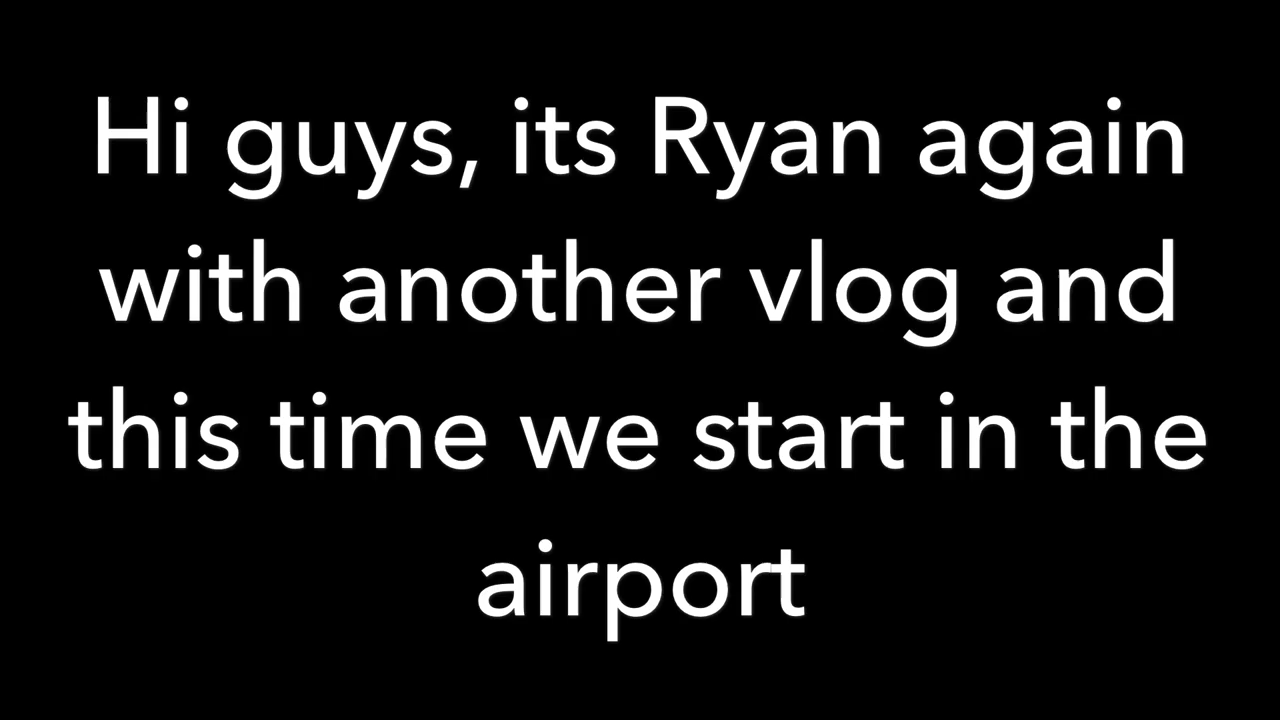 Hi guys, its Ryan again
with another vlog and
this time we start in the
airport